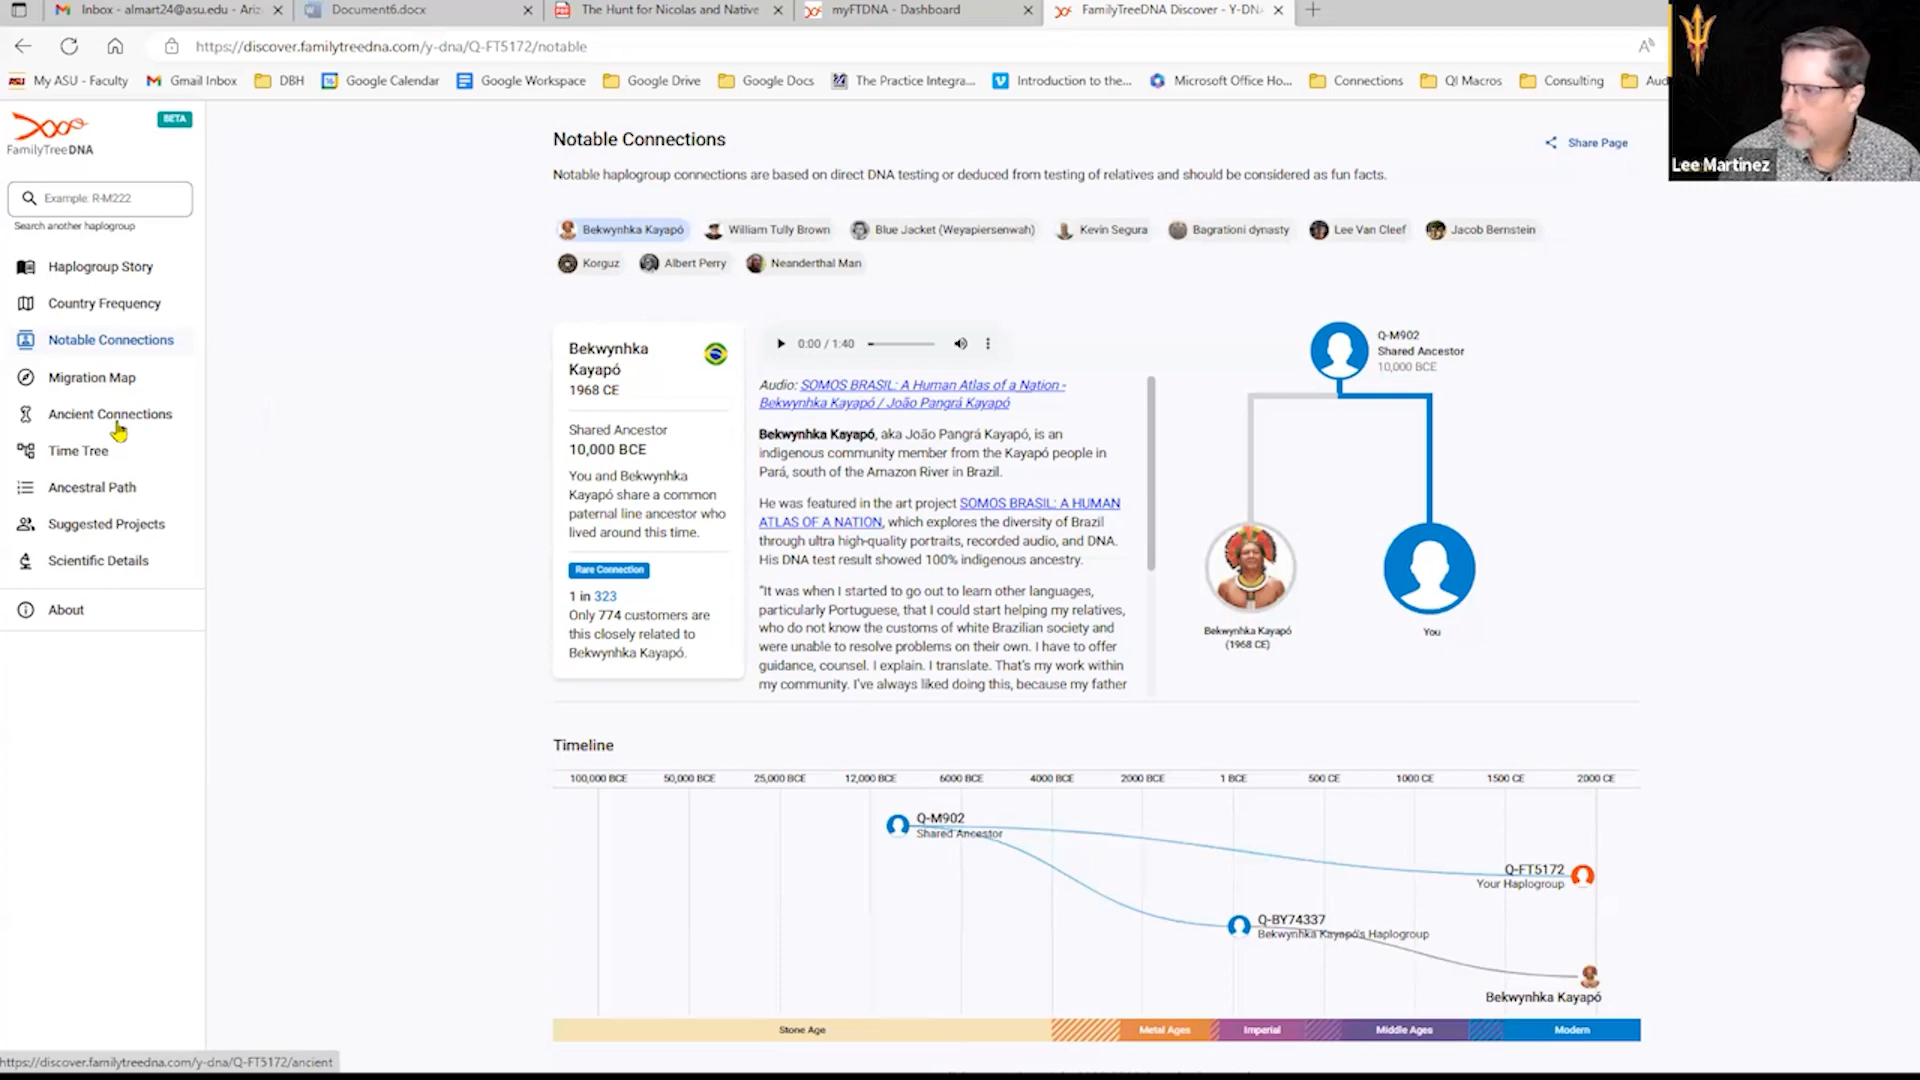 Inbox - almart24@asu.edu - Ariz
Document6.docx
The Hunt for Nicolas and Native
myFTDNA - Dashboard
FamilyTreeDNA Discover - Y-DNA
https://discover.familytreedna.com/y-dna/Q-FT5172/notable
My ASU - Faculty
Gmail Inbox
DBH
Google Calendar
Google Workspace
Google Drive
Google Docs
The Practice Integra...
Introduction to the...
Microsoft Office Ho...
Connections
QI Macros
Consulting
Aud
Lee Martinez
FamilyTreeDNA
BETA
Example: R-M222
Search another haplogroup
Haplogroup Story
Country Frequency
Notable Connections
Migration Map
Ancient Connections
Time Tree
Ancestral Path
Suggested Projects
Scientific Details
About
Notable Connections
Share Page
Notable haplogroup connections are based on direct DNA testing or deduced from testing of relatives and should be considered as fun facts.
Bekwynhka Kayapó
William Tully Brown
Blue Jacket (Weyapiersenwah)
Kevin Segura
Bagrationi dynasty
Lee Van Cleef
Jacob Bernstein
Korguz
Albert Perry
Neanderthal Man
Bekwynhka
Kayapó
1968 CE
Shared Ancestor
10,000 BCE
You and Bekwynhka
Kayapó share a common
paternal line ancestor who
lived around this time.
Rare Connection
1 in 323
Only 774 customers are
this closely related to
Bekwynhka Kayapó.
0:00 / 1:40
Audio: SOMOS BRASIL: A Human Atlas of a Nation -
Bekwynhka Kayapó / João Pangrá Kayapó
Bekwynhka Kayapó, aka João Pangrá Kayapó, is an
indigenous community member from the Kayapó people in
Pará, south of the Amazon River in Brazil.
He was featured in the art project SOMOS BRASIL: A HUMAN
ATLAS OF A NATION, which explores the diversity of Brazil
through ultra high-quality portraits, recorded audio, and DNA.
His DNA test result showed 100% indigenous ancestry.
"It was when I started to go out to learn other languages,
particularly Portuguese, that I could start helping my relatives,
who do not know the customs of white Brazilian society and
were unable to resolve problems on their own. I have to offer
guidance, counsel. I explain. I translate. That's my work within
my community. I've always liked doing this, because my father
Q-M902
Shared Ancestor
10,000 BCE
Bekwynhka Kayapó
(1968 CE)
You
Timeline
100,000 BCE
50,000 BCE
25,000 BCE
12,000 BCE
6000 BCE
4000 BCE
2000 BCE
1 BCE
500 CE
1000 CE
1500 CE
2000 CE
Q-M902
Shared Ancestor
Q-FT5172
Your Haplogroup
Q-BY74337
Bekwynhka Kayapó's Haplogroup
Bekwynhka Kayapó
Stone Age
Metal Ages
Imperial
Middle Ages
Modern
https://discover.familytreedna.com/y-dna/Q-FT5172/ancient